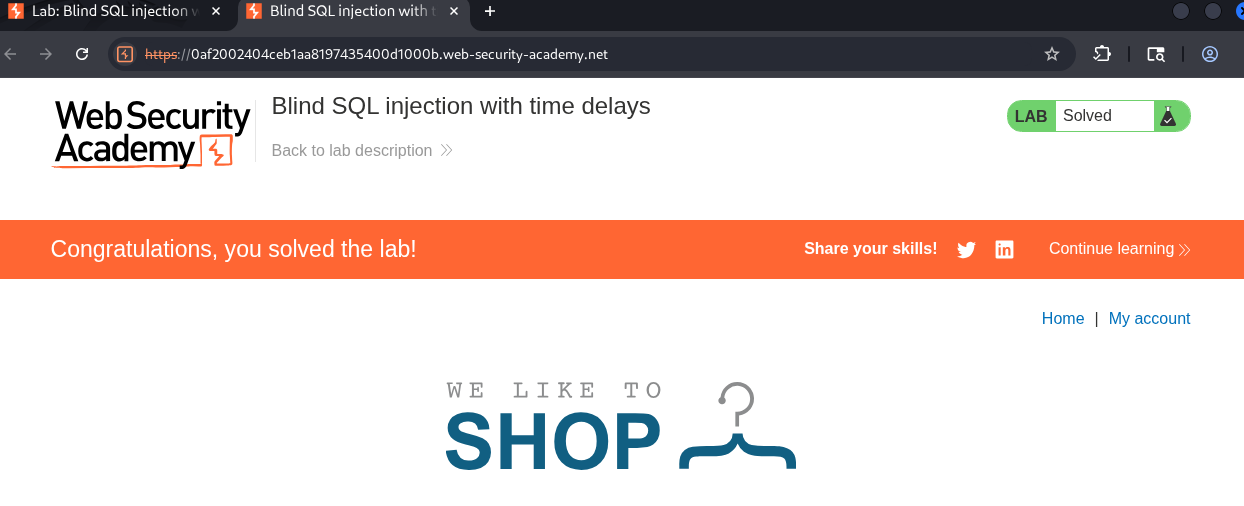 Lab: Blind SQL injection w
Blind SQL injection with t
https://0af2002404ceb1aa8197435400d1000b.web-security-academy.net
Web Security
Academy
Blind SQL injection with time delays
Back to lab description
LAB Solved
Congratulations, you solved the lab!
Share your skills!
Continue learning
Home | My account
WE LIKE TO
SHOP